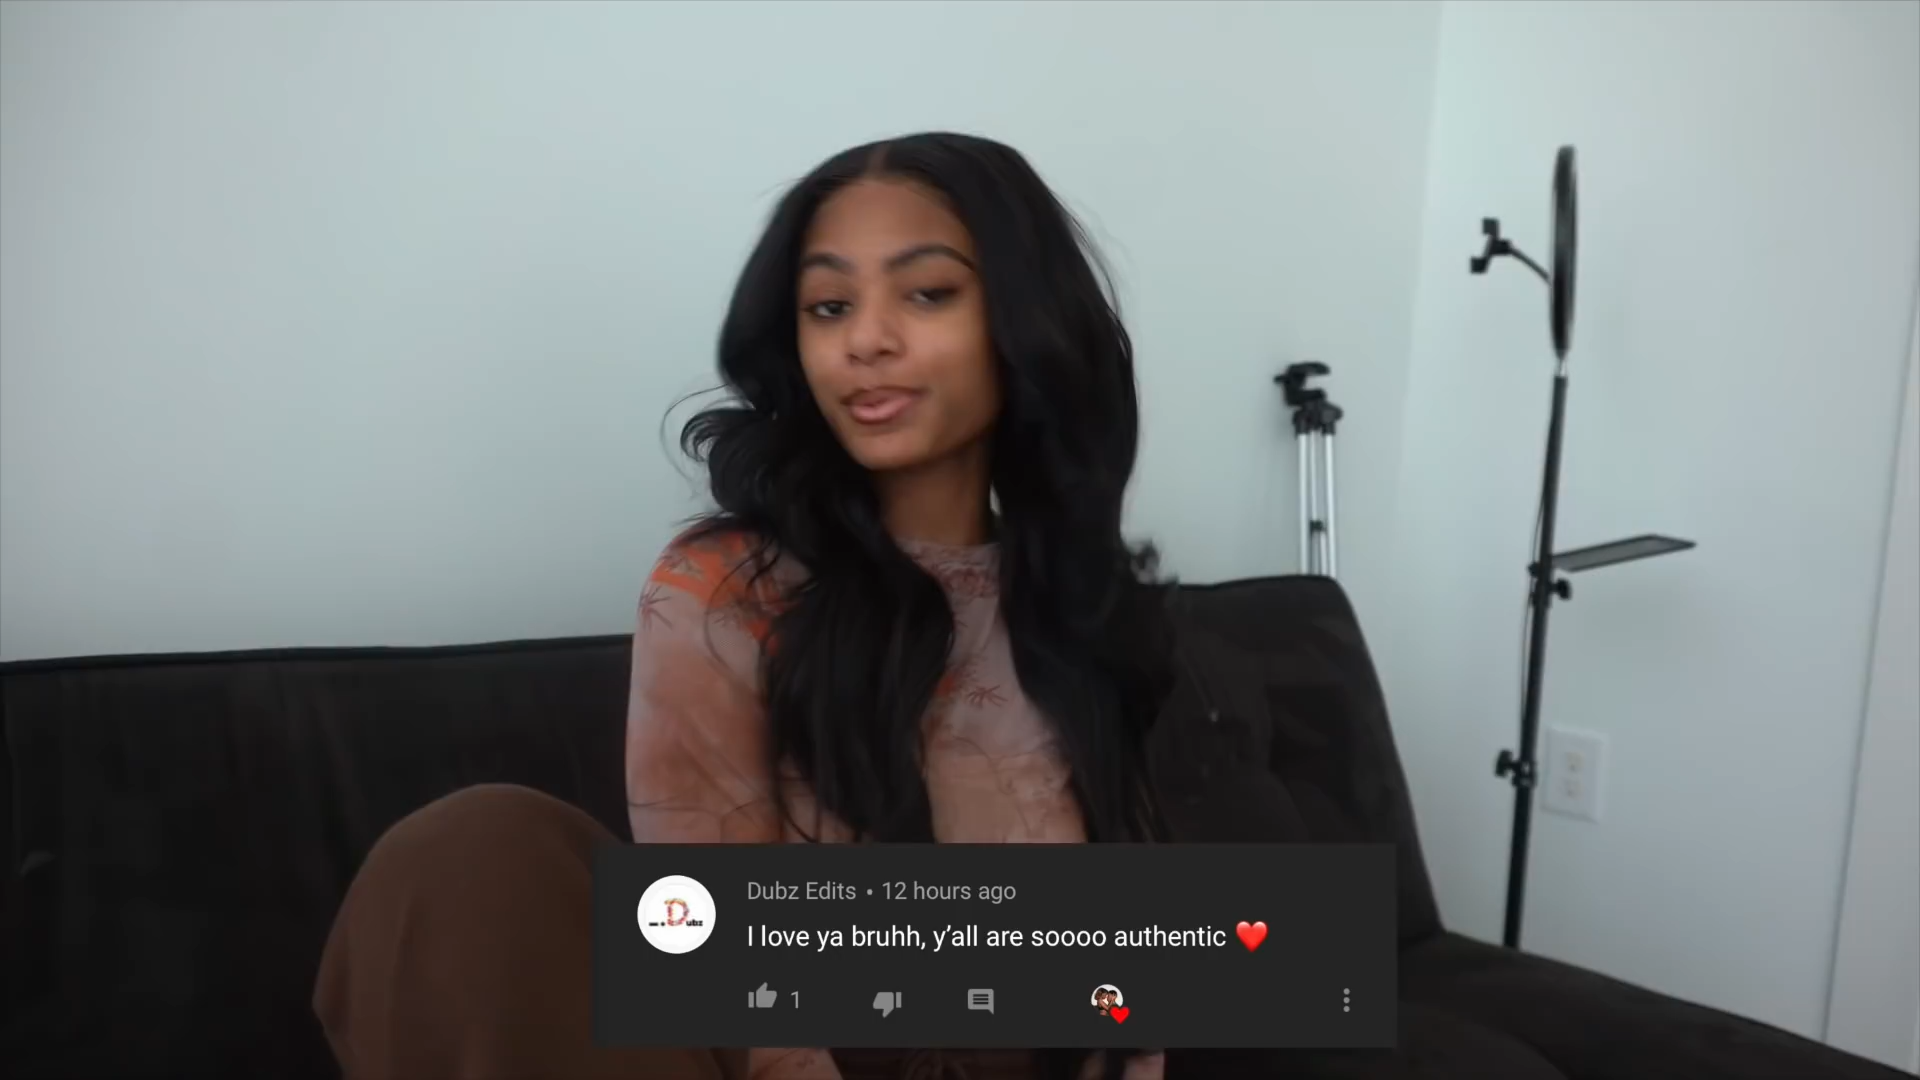 Dubz Edits • 12 hours ago
I love ya bruhh, y’all are soooo authentic ❤️
1